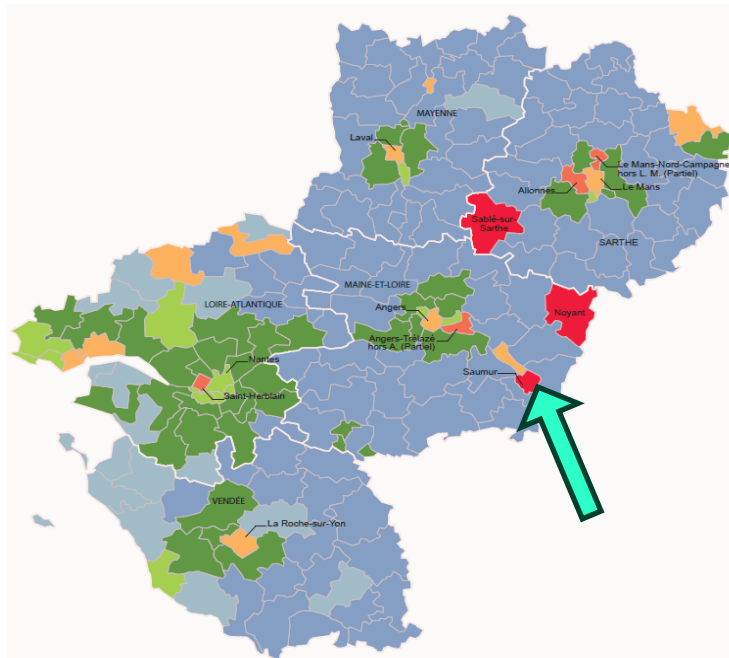 MAYENNE
Laval
Le Mans-Nord-Campagne
hors L. M. (Partiel)
Allonnes
Le Mans
Sablé-sur-
Sarthe
SARTHE
MAINE-ET-LOIRE
LOIRE-ATLANTIQUE
Angers
Noyant
Angers-Trélazé
hors A. (Partiel)
Nantes
Saumur
Saint-Herblain
VENDÉE
La Roche-sur-Yon